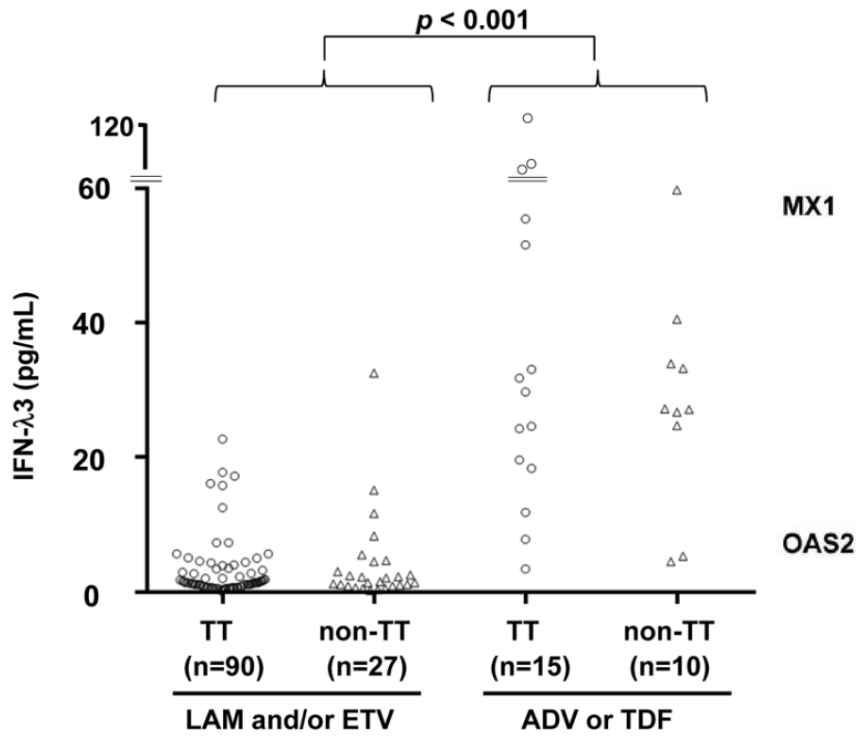 p < 0.001
120
60
MX1
40
IFN-λ3 (pg/mL)
20
OAS2
0
TT non-TT TT non-TT
(n=90) (n=27) (n=15) (n=10)
LAM and/or ETV ADV or TDF